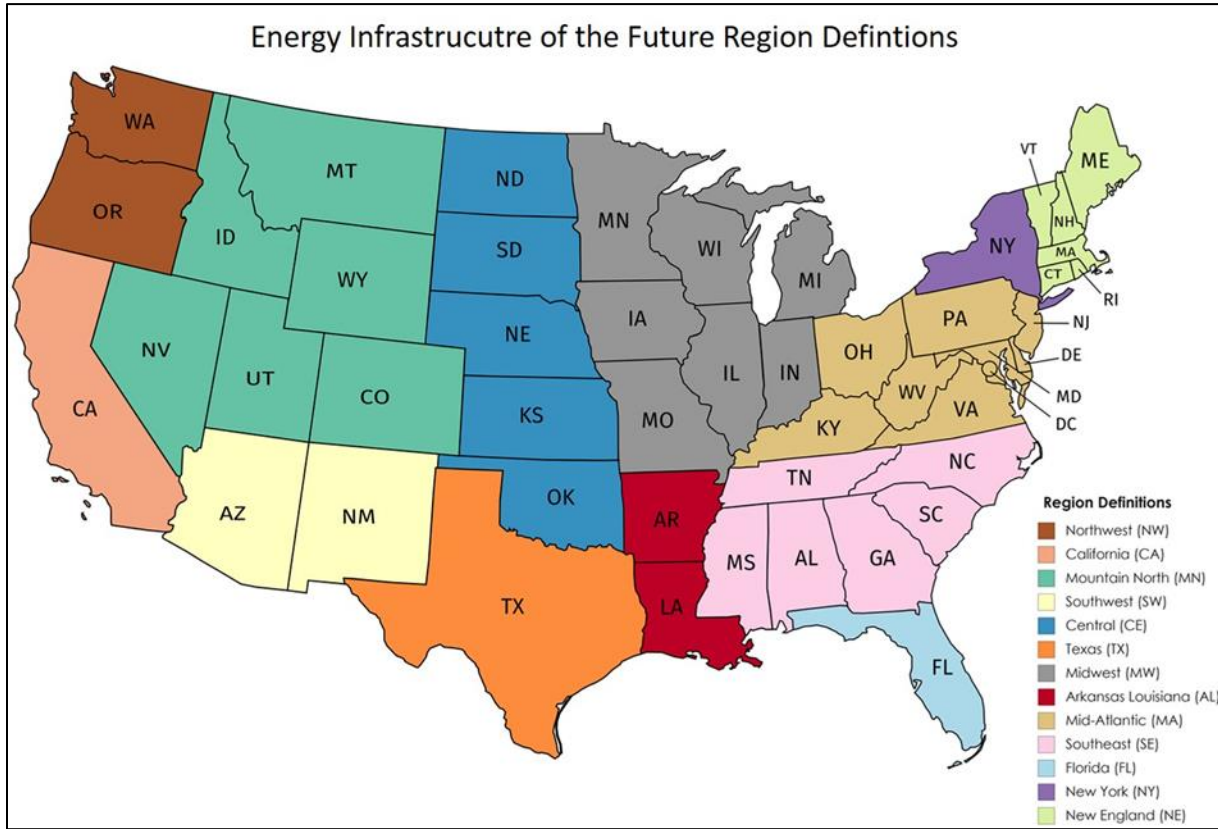 Energy Infrastrucutre of the Future Region Defintions
WA
OR
CA
ID
NV
MT
WY
UT
CO
AZ
NM
ND
SD
NE
KS
OK
TX
MN
IA
MO
WI
IL
MI
IN
AR
LA
OH
KY
WV
PA
VA
TN
NC
SC
MS
AL
GA
FL
NY
VT
NH
ME
MA
CT
RI
NJ
DE
MD
DC
Region Definitions
Northwest (NW)
California (CA)
Mountain North (MN)
Southwest (SW)
Central (CE)
Texas (TX)
Midwest (MW)
Arkansas Louisiana (AL)
Mid-Atlantic (MA)
Southeast (SE)
Florida (FL)
New York (NY)
New England (NE)